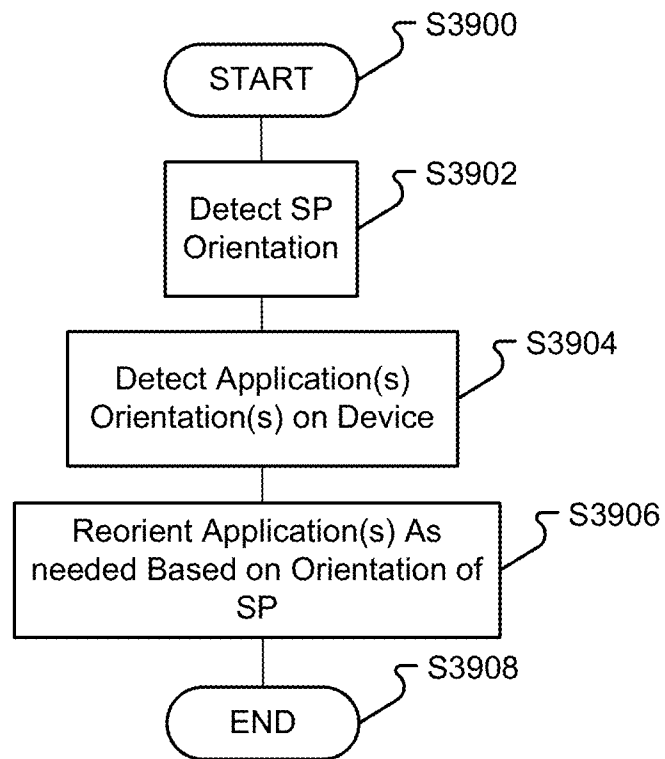 START
S3900
Detect SP
Orientation
S3902
Detect Application(s)
Orientation(s) on Device
S3904
Reorient Application(s) As
needed Based on Orientation of
SP
S3906
END
S3908